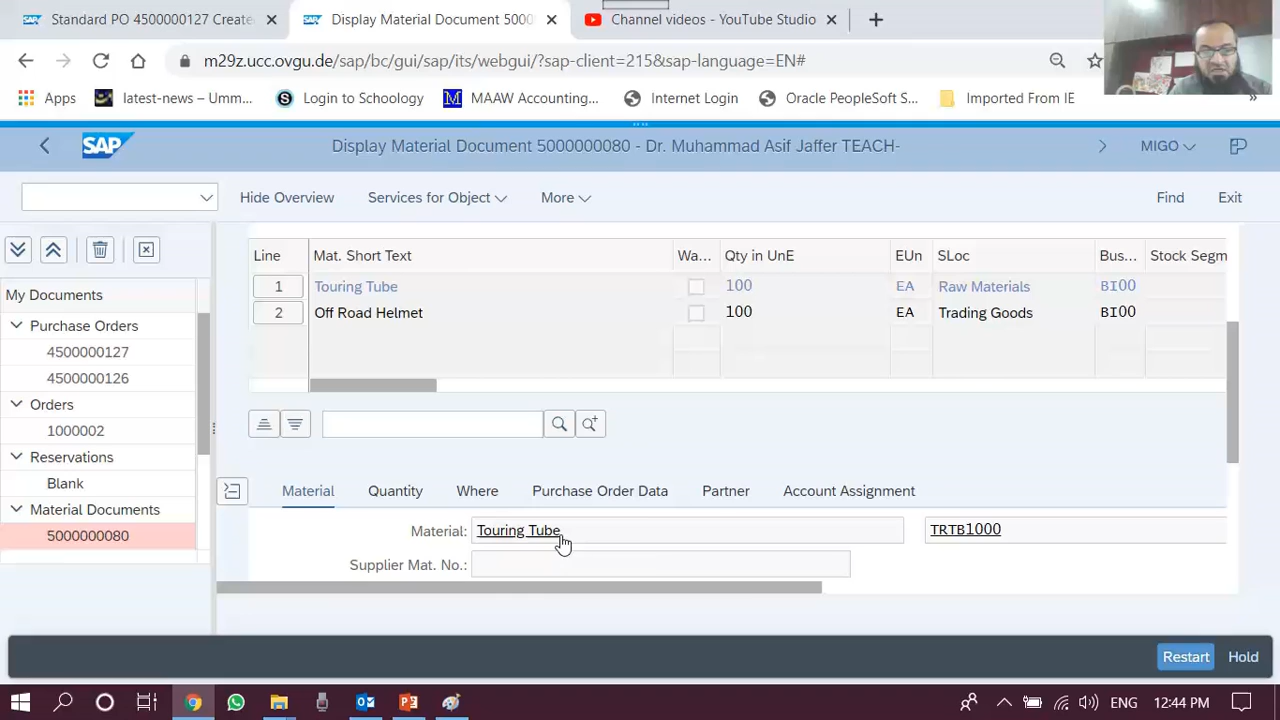 Standard PO 4500000127 Create
Display Material Document 5000
Channel videos - YouTube Studio
m29z.ucc.ovgu.de/sap/bc/gui/sap/its/webgui/?sap-client=215&sap-language=EN#
Apps
latest-news – Umm...
Login to Schoology
MAAW Accounting...
Internet Login
Oracle PeopleSoft S...
Imported From IE
SAP
Display Material Document 5000000080 - Dr. Muhammad Asif Jaffer TEACH-
MIGO
Hide Overview
Services for Object
More
Find
Exit
Line
Mat. Short Text
Wa...
Qty in UnE
EUn
SLoc
Bus...
Stock Segm
1
Touring Tube
100
EA
Raw Materials
BI00
2
Off Road Helmet
100
EA
Trading Goods
BI00
My Documents
Purchase Orders
4500000127
4500000126
Orders
1000002
Reservations
Blank
Material Documents
5000000080
Material
Quantity
Where
Purchase Order Data
Partner
Account Assignment
Material:
Touring Tube
TRTB1000
Supplier Mat. No.:
Restart
Hold
ENG
12:44 PM